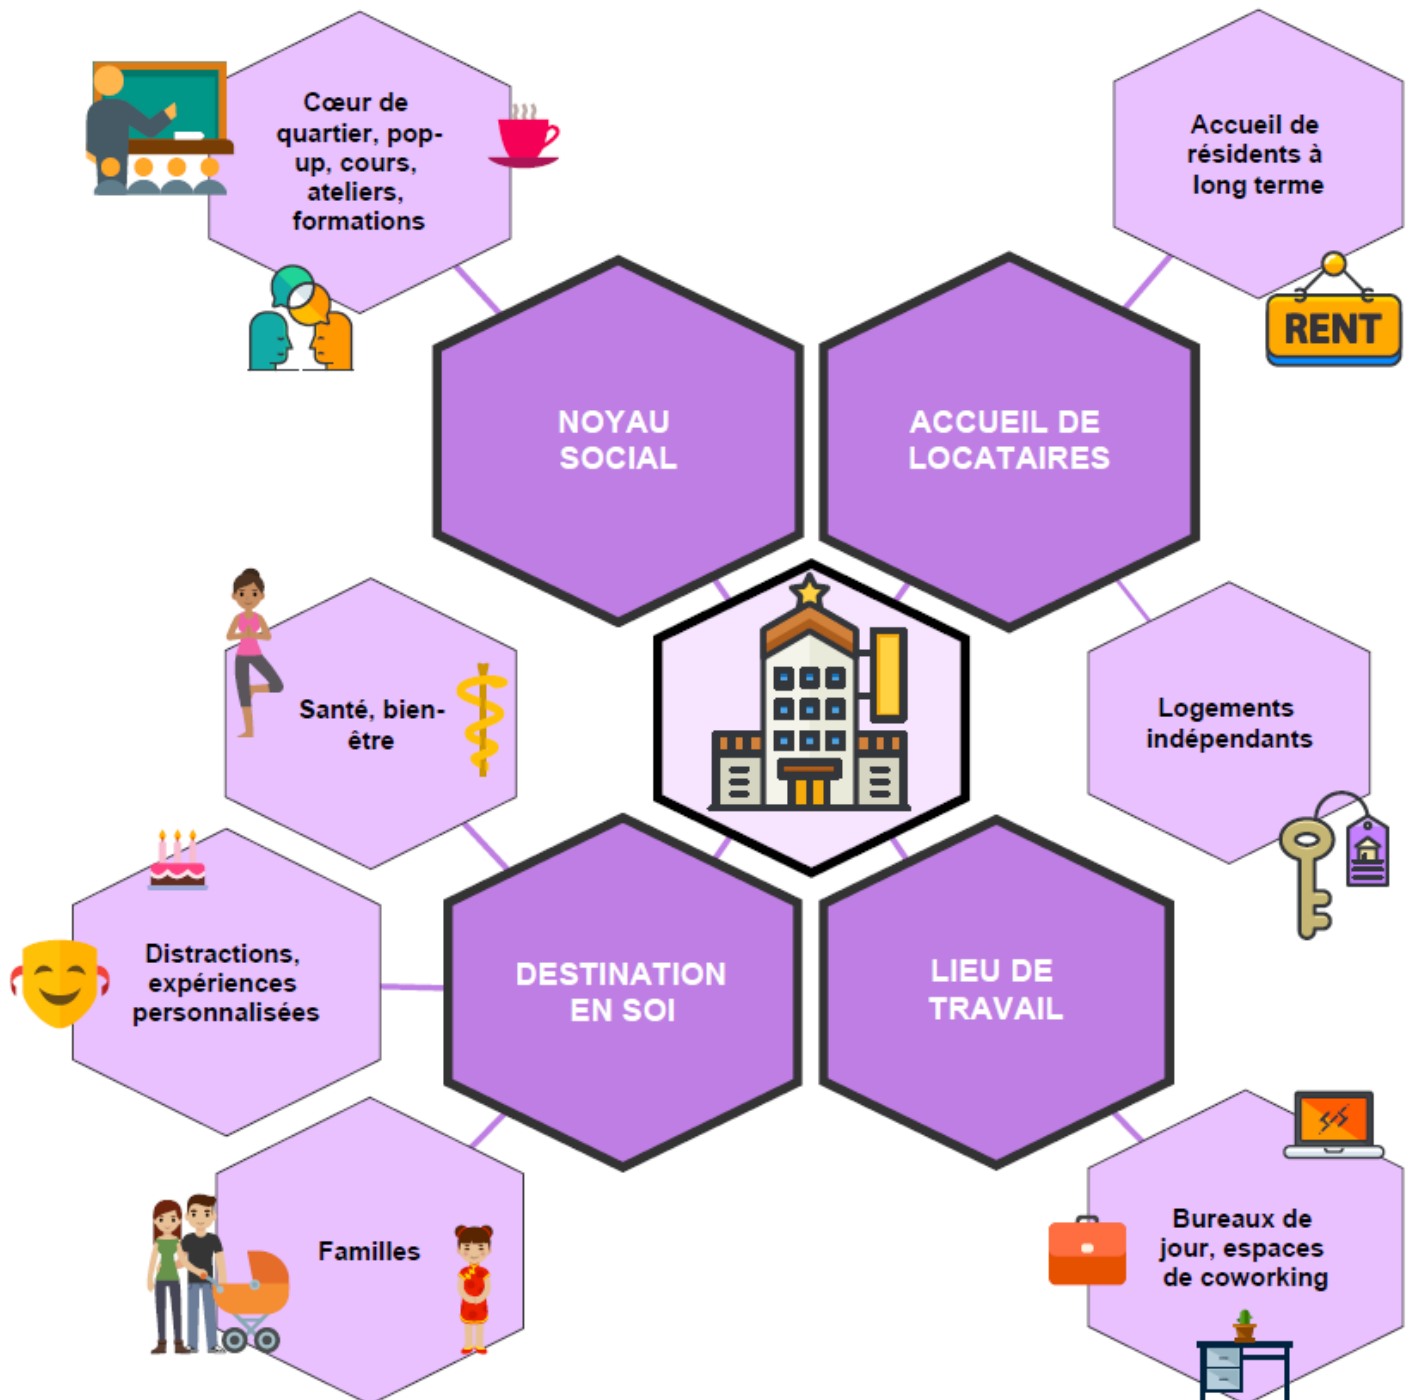 Cœur de
quartier, pop-
up, cours,
ateliers,
formations
Accueil de
résidents à
long terme
RENT
NOYAU
SOCIAL
ACCUEIL DE
LOCATAIRES
Santé, bien-
être
Logements
indépendants
Distractions,
expériences
personnalisées
DESTINATION
EN SOI
LIEU DE
TRAVAIL
Familles
Bureaux de
jour, espaces
de coworking